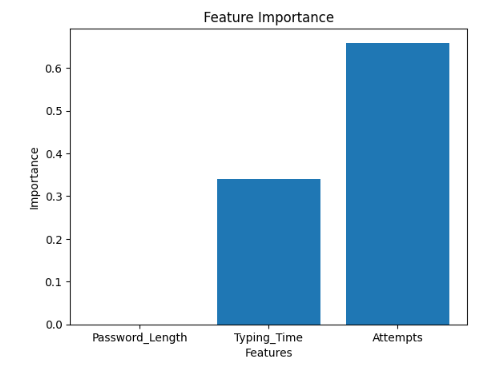 Feature Importance
0.6
0.5
0.4
0.3
0.2
0.1
0.0
Importance
Password_Length
Typing_Time
Attempts
Features